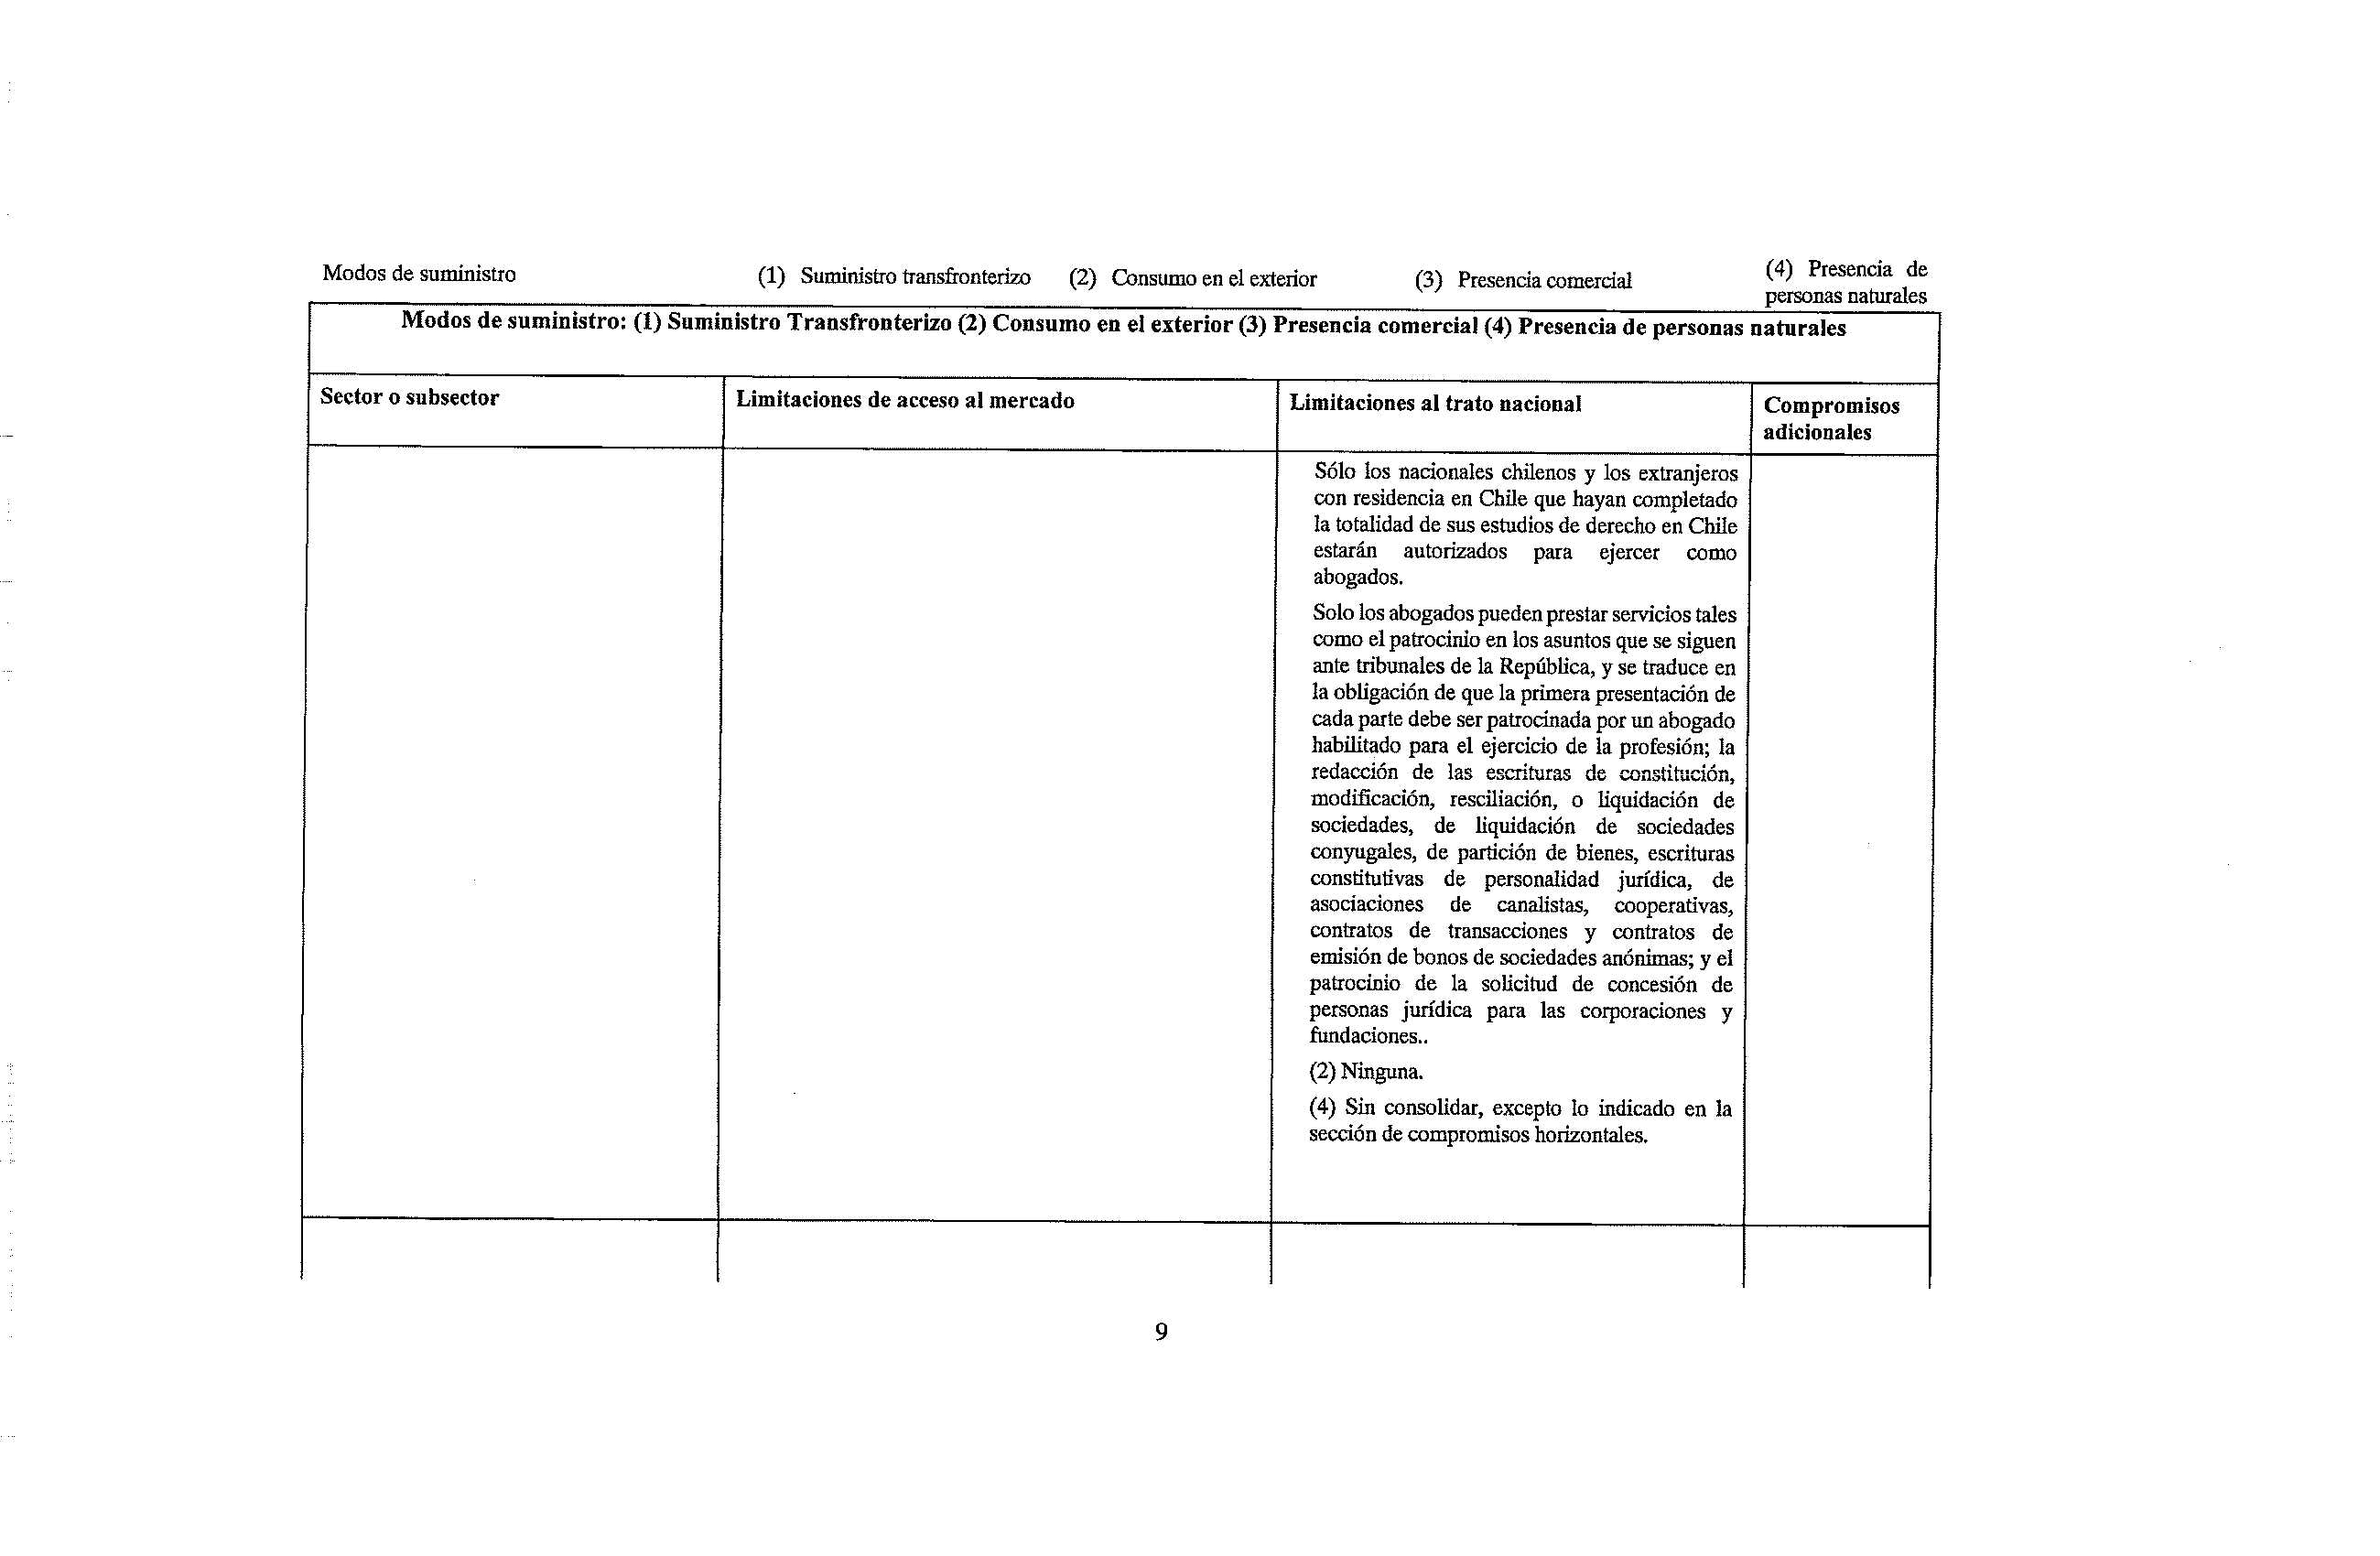 Modos de suministro (1) Suministro transfronterizo (2) Consumo en el exterior (3) Presencia comercial (4) Presencia de
personas naturales
Modos de suministro: (1) Suministro Transfronterizo (2) Consumo en el exterior (3) Presencia comercial (4) Presencia de personas naturales
Sector o subsector
Limitaciones de acceso al mercado
Limitaciones al trato nacional
Compromisos
adicionales
Sólo los nacionales chilenos y los extranjeros
con residencia en Chile que hayan completado
la totalidad de sus estudios de derecho en Chile
estarán autorizados para ejercer como
abogados.
Solo los abogados pueden prestar servicios tales
como el patrocinio en los asuntos que se siguen
ante tribunales de la República, y se traduce en
la obligación de que la primera presentación de
cada parte debe ser patrocinada por un abogado
habilitado para el ejercicio de la profesión; la
redacción de las escrituras de constitución,
modificación, resciliación, o liquidación de
sociedades, de liquidación de sociedades
conyugales, de partición de bienes, escrituras
constitutivas de personalidad jurídica, de
asociaciones de canalistas, cooperativas,
contratos de transacciones y contratos de
emisión de bonos de sociedades anónimas; y el
patrocinio de la solicitud de concesión de
personas jurídica para las corporaciones y
fundaciones..
(2) Ninguna.
(4) Sin consolidar, excepto lo indicado en la
sección de compromisos horizontales.
9